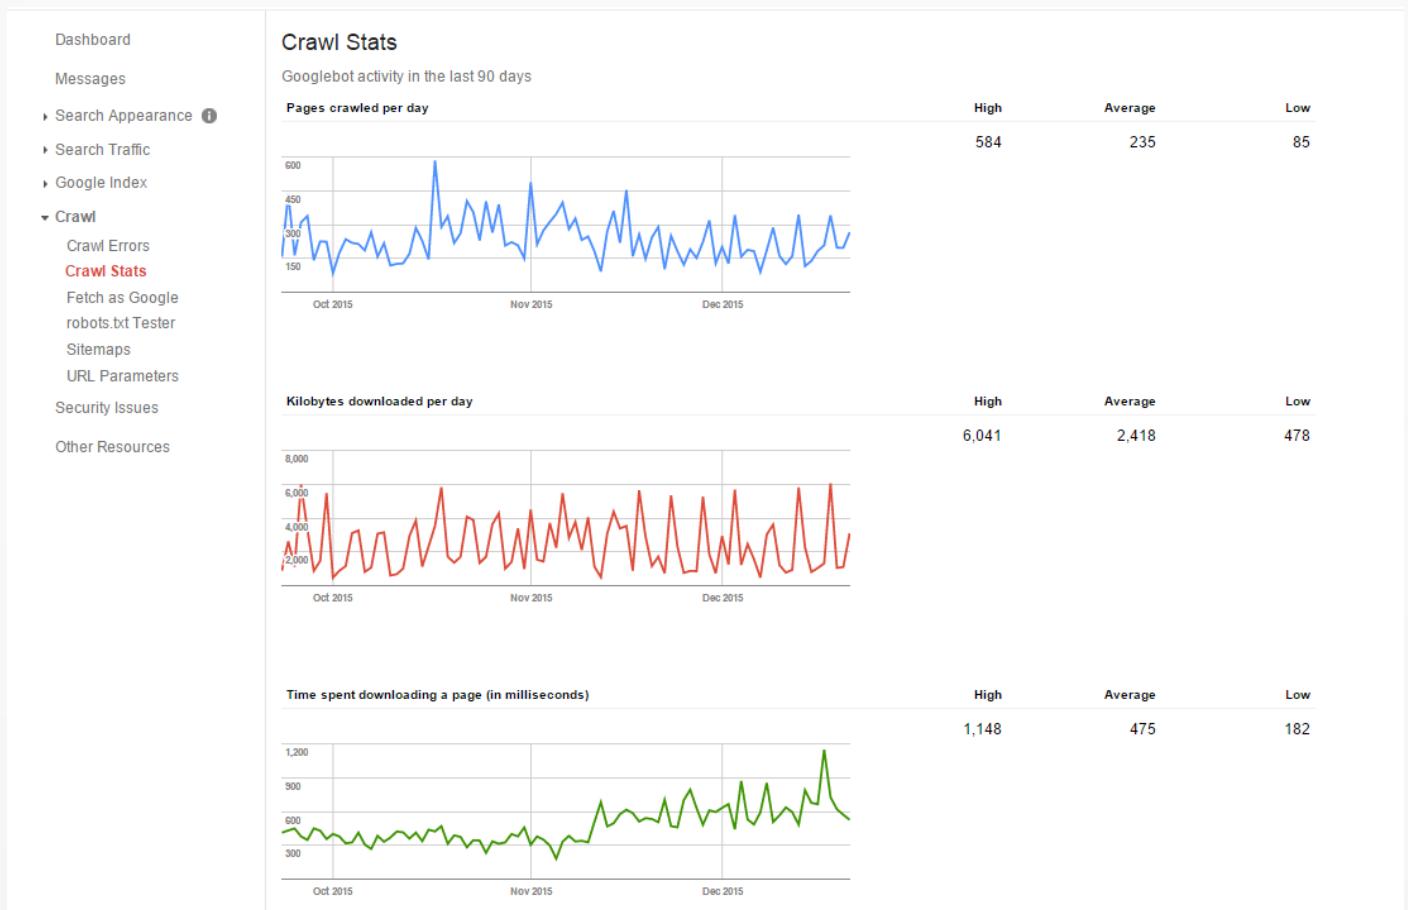 Dashboard
Messages
Search Appearance
Search Traffic
Google Index
Crawl
Crawl Errors
Crawl Stats
Fetch as Google
robots.txt Tester
Sitemaps
URL Parameters
Security Issues
Other Resources
Crawl Stats
Googlebot activity in the last 90 days
Pages crawled per day High Average Low
584 235 85
600
450
300
150
Oct 2015 Nov 2015 Dec 2015
Kilobytes downloaded per day High Average Low
6,041 2,418 478
8,000
6,000
4,000
2,000
Oct 2015 Nov 2015 Dec 2015
Time spent downloading a page (in milliseconds) High Average Low
1,148 475 182
1,200
900
600
300
Oct 2015 Nov 2015 Dec 2015